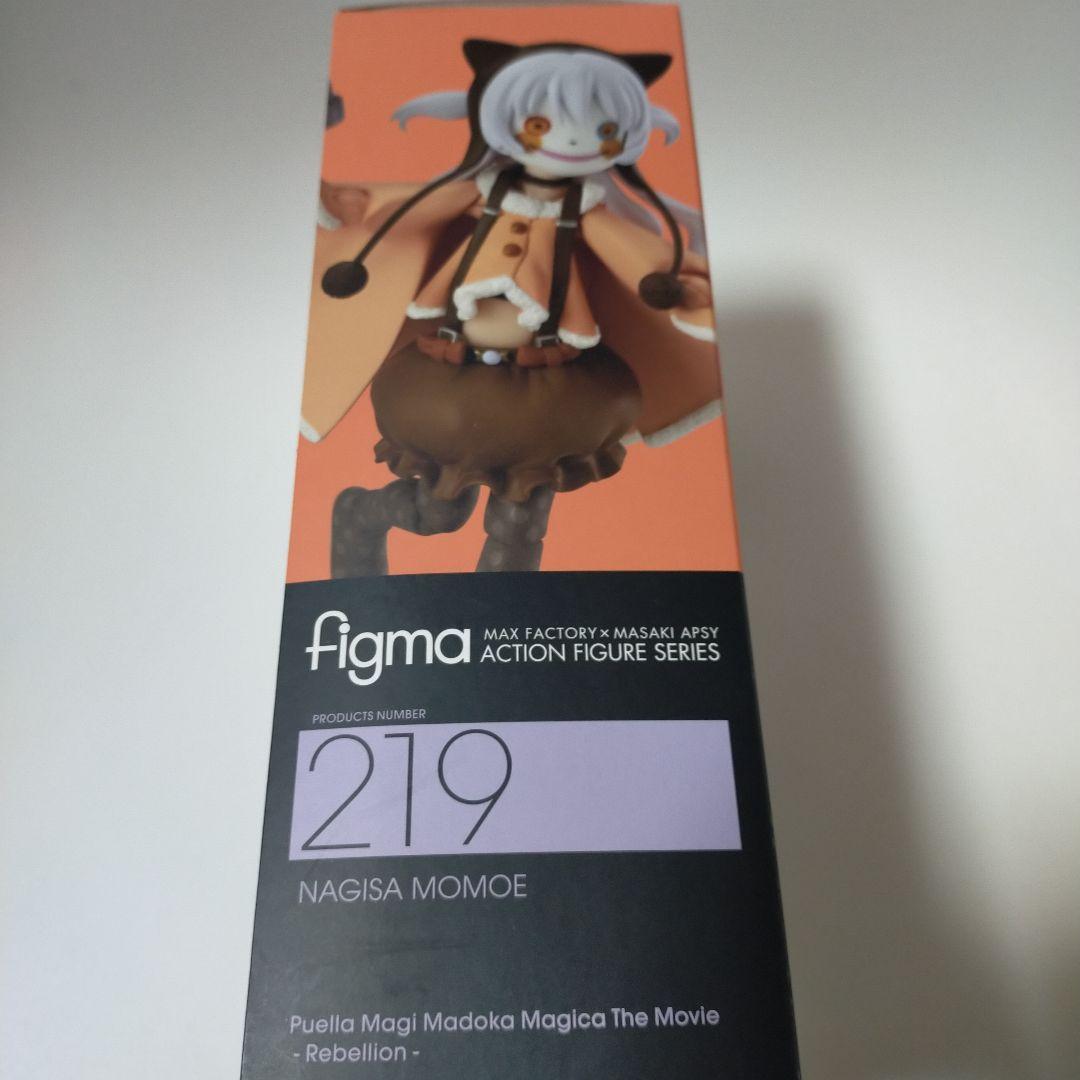 figma
MAX FACTORY × MASAKI APSY
ACTION FIGURE SERIES
PRODUCTS NUMBER
219
NAGISA MOMOE
Puella Magi Madoka Magica The Movie
- Rebellion -